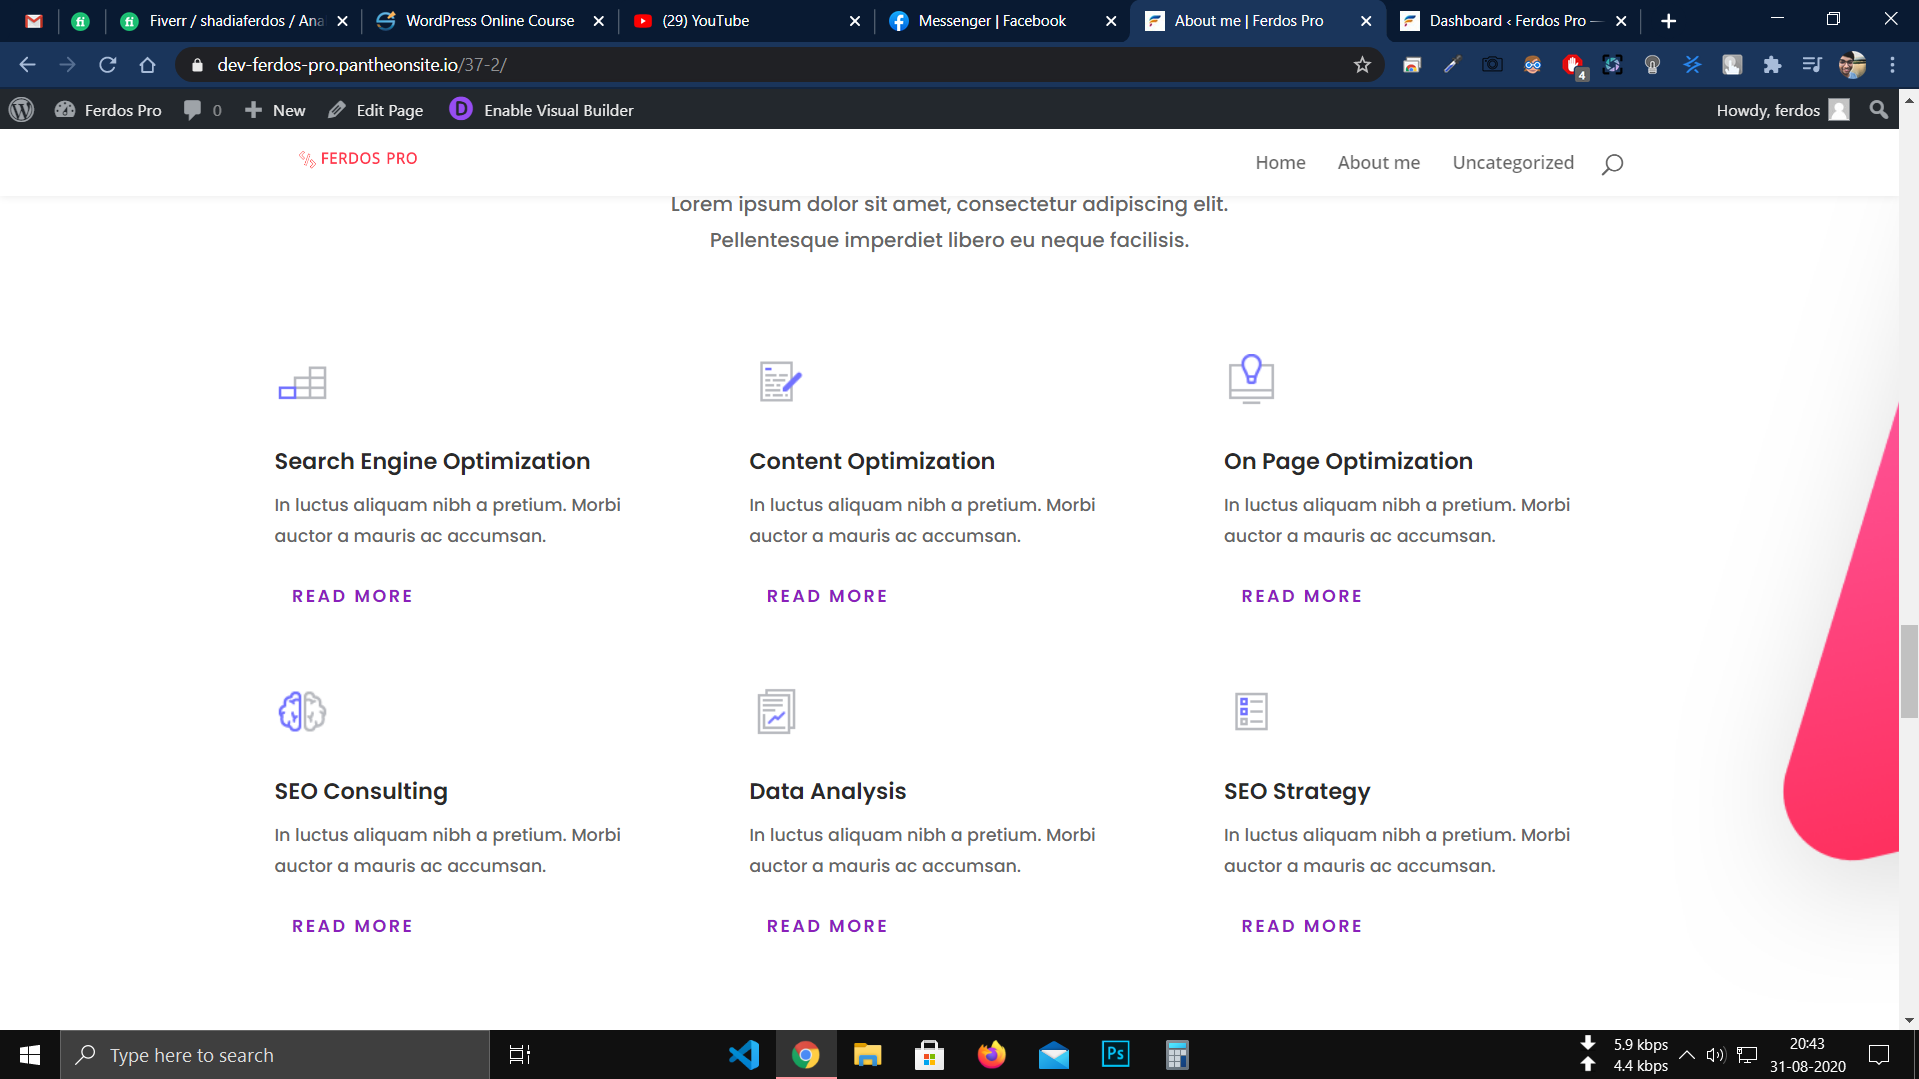 Fiverr / shadiaferdos / Ana
WordPress Online Course
(29) YouTube
Messenger | Facebook
About me | Ferdos Pro
Dashboard ‹ Ferdos Pro —
dev-ferdos-pro.pantheonsite.io/37-2/
4
Ferdos Pro
0
New
Edit Page
D
Enable Visual Builder
Howdy, ferdos
FERDOS PRO
Home
About me
Uncategorized
Lorem ipsum dolor sit amet, consectetur adipiscing elit.
Pellentesque imperdiet libero eu neque facilisis.
Search Engine Optimization
In luctus aliquam nibh a pretium. Morbi
auctor a mauris ac accumsan.
READ MORE
Content Optimization
In luctus aliquam nibh a pretium. Morbi
auctor a mauris ac accumsan.
READ MORE
On Page Optimization
In luctus aliquam nibh a pretium. Morbi
auctor a mauris ac accumsan.
READ MORE
SEO Consulting
In luctus aliquam nibh a pretium. Morbi
auctor a mauris ac accumsan.
READ MORE
Data Analysis
In luctus aliquam nibh a pretium. Morbi
auctor a mauris ac accumsan.
READ MORE
SEO Strategy
In luctus aliquam nibh a pretium. Morbi
auctor a mauris ac accumsan.
READ MORE
Type here to search
Ps
5.9 kbps
4.4 kbps
20:43
31-08-2020